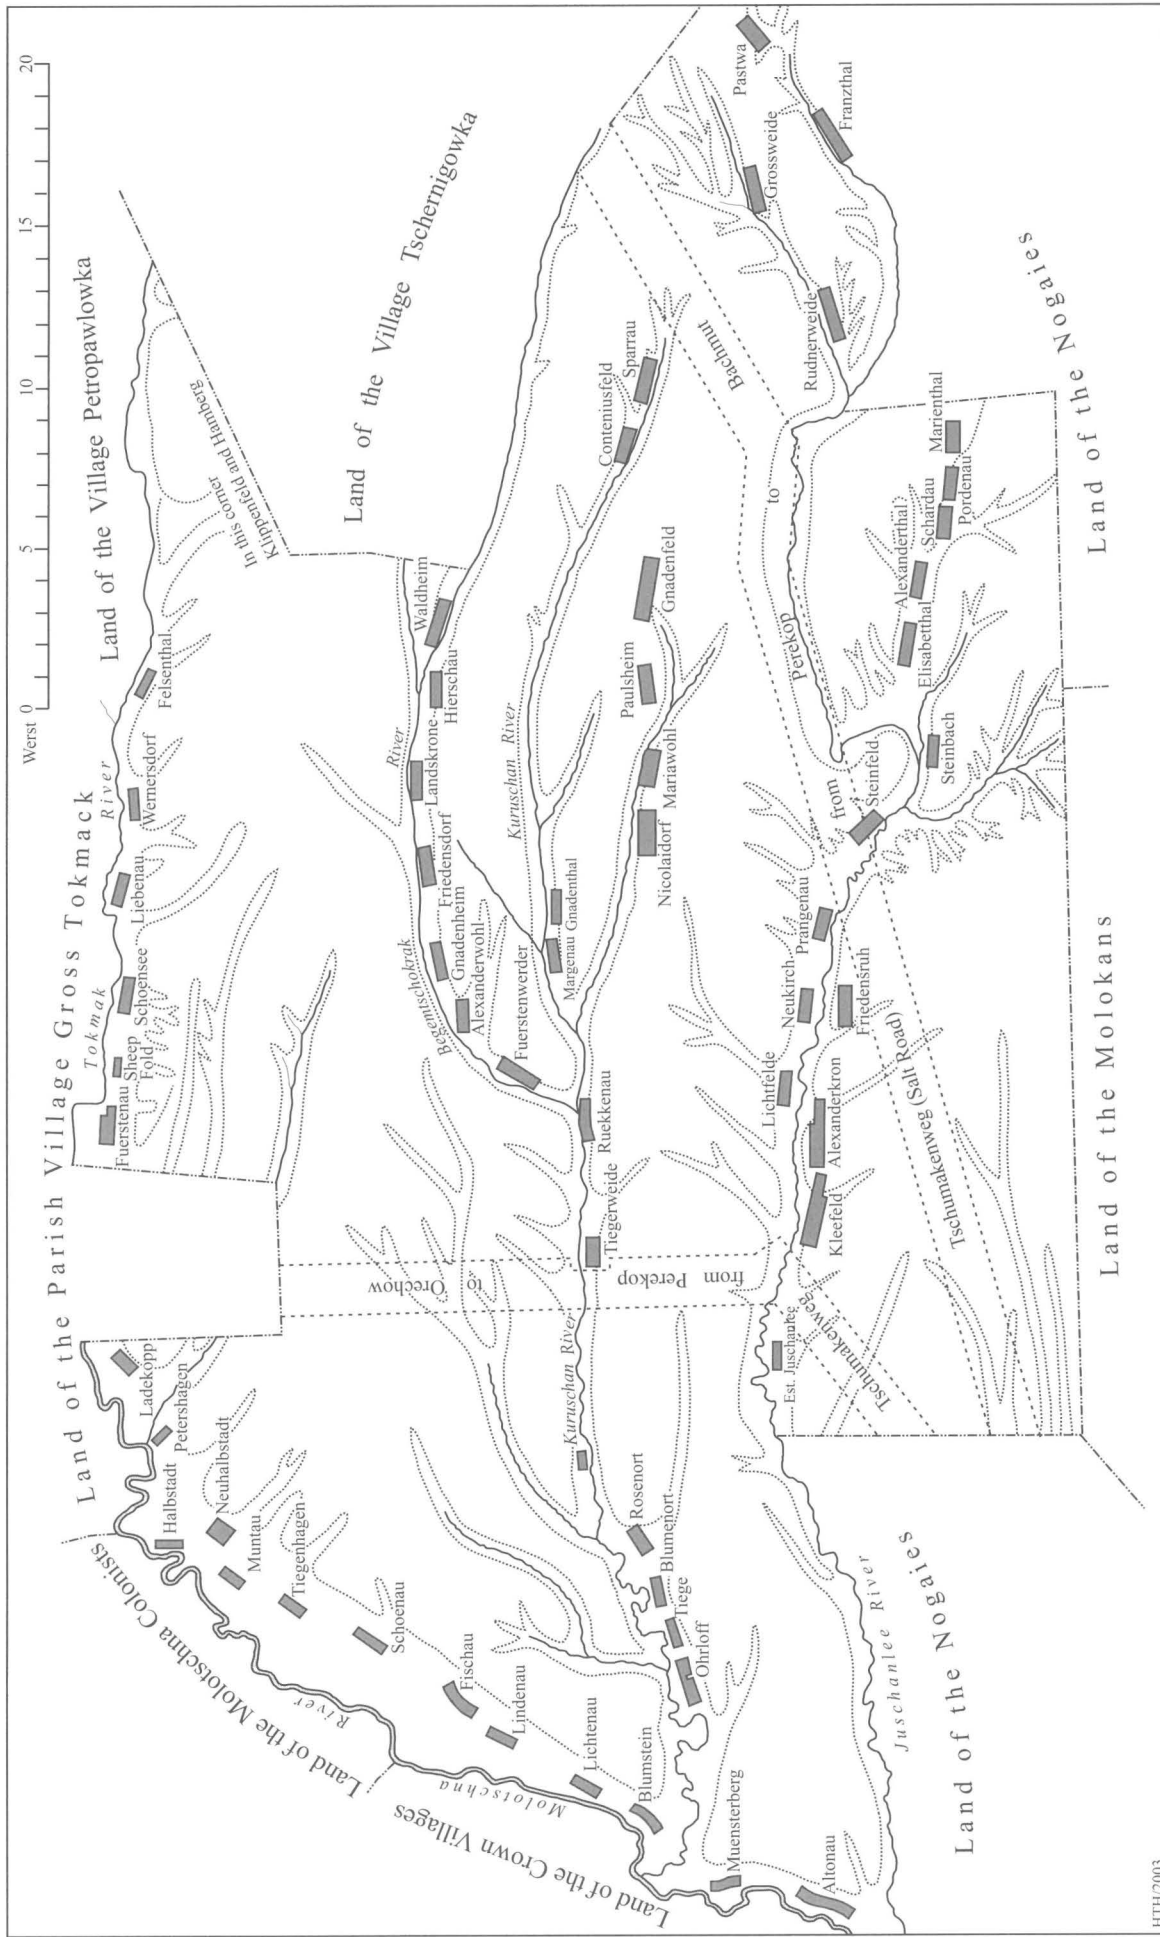 Land of the Parish Village Gross Tokmack
Land of the Village Petropawlowka
Land of the Village Tschernigowka
Werst
0
5
10
15
20
In this corner
Klippenfeld and Hamberg
Tokmak
River
Fuerstenau
Sheep
Fold
Schoensee
Liebenau
Wernersdorf
Felsenthal
Ladekopp
Petershagen
Halbstadt
Neuhalbstadt
Muntau
Tiegenhagen
Schoenau
Fischau
Lindenau
Lichtenau
Blumstein
Muensterberg
Altonau
Land of the Molotschna Colonists
Land of the Crown Villages
Molotschna
River
Begemtschokrak
River
Waldheim
Hierschau
Landskrone
Friedensdorf
Gnadenheim
Alexanderwohl
Fuerstenwerder
Kuruschan River
Conteniusfeld
Sparrau
Gnadenthal
Margenau
Gnadenfeld
Paulsheim
Mariawohl
Nicolaidorf
Ruekkenau
Tiegerweide
Kuruschan River
Rosenort
Blumenort
Tiege
Ohrloff
from Perekop
to
Orechow
from
Perekop
to
Bachmut
Pastwa
Grossweide
Franzthal
Rudnerweide
Marienthal
Pordenau
Schardau
Alexanderthal
Elisabetthal
Steinbach
Steinfeld
Prangenau
Neukirch
Friedensruh
Lichtfelde
Alexanderkron
Kleefeld
Est. Juschanlee
Tschumakenweg
Tschumakenweg (Salt Road)
Juschanlee River
Land of the Nogaies
Land of the Molokans
Land of the Nogaies
HTH/2003